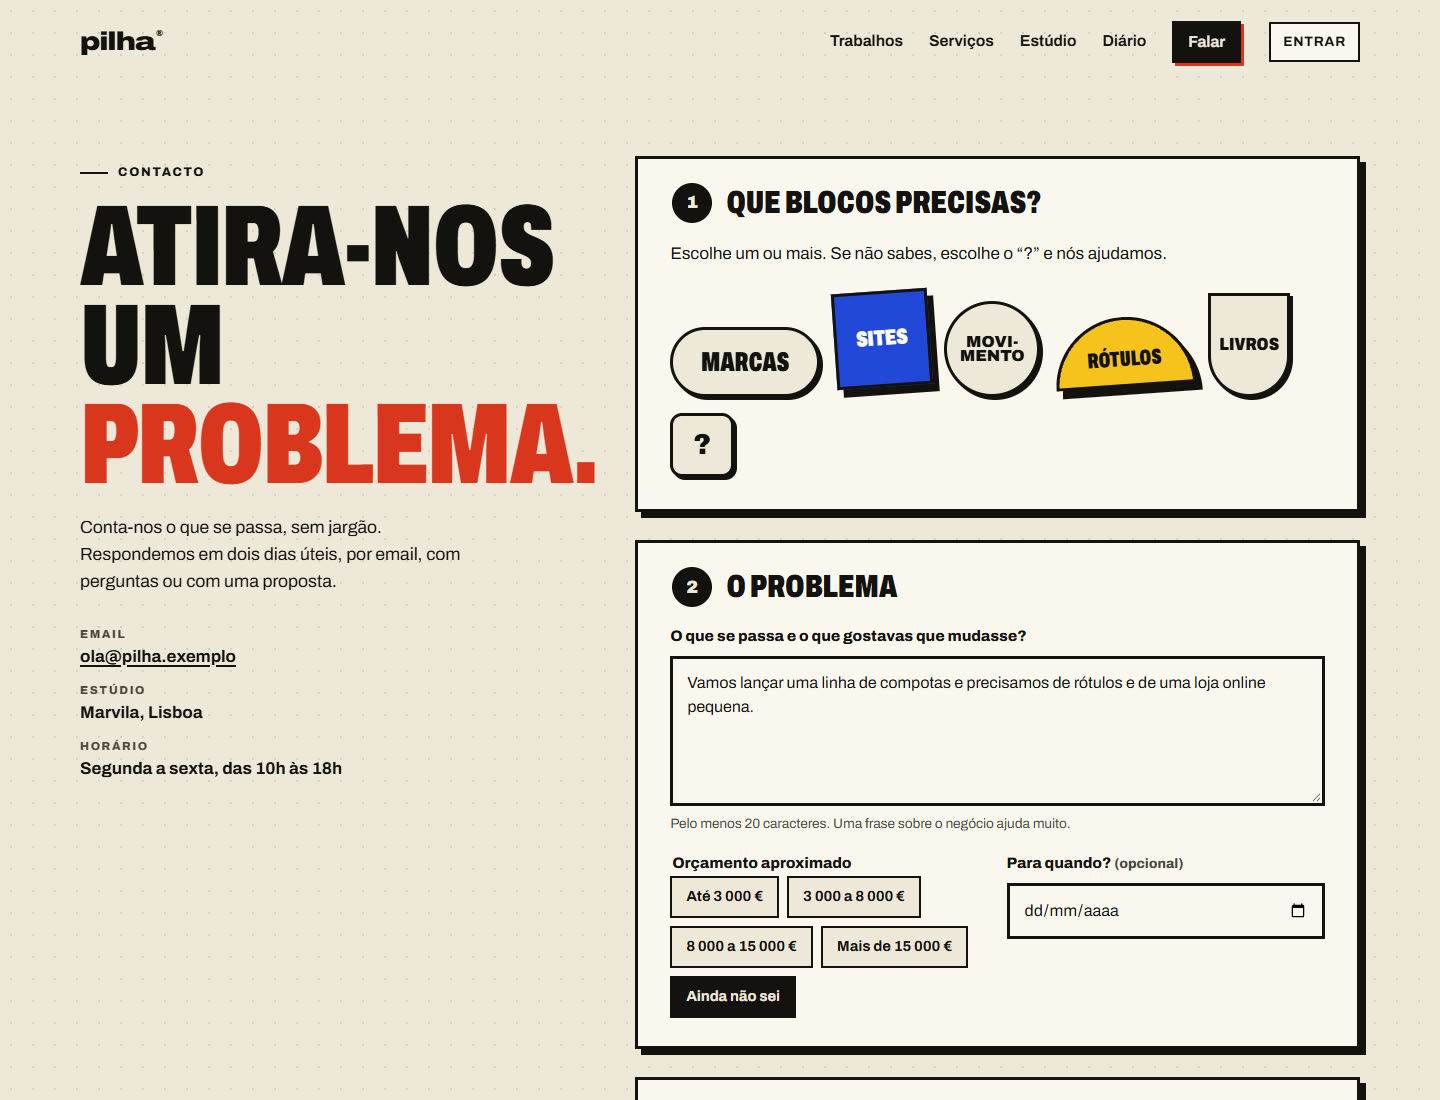 pilha®
Trabalhos
Serviços
Estúdio
Diário
Falar
ENTRAR
CONTACTO
ATIRA-NOS
UM
PROBLEMA.
Conta-nos o que se passa, sem jargão.
Respondemos em dois dias úteis, por email, com
perguntas ou com uma proposta.
EMAIL
ola@pilha.exemplo
ESTÚDIO
Marvila, Lisboa
HORÁRIO
Segunda a sexta, das 10h às 18h
1
QUE BLOCOS PRECISAS?
Escolhe um ou mais. Se não sabes, escolhe o “?” e nós ajudamos.
MARCAS
SITES
MOVI-
MENTO
RÓTULOS
LIVROS
?
2
O PROBLEMA
O que se passa e o que gostavas que mudasse?
Vamos lançar uma linha de compotas e precisamos de rótulos e de uma loja online
pequena.
Pelo menos 20 caracteres. Uma frase sobre o negócio ajuda muito.
Orçamento aproximado
Até 3 000 €
3 000 a 8 000 €
8 000 a 15 000 €
Mais de 15 000 €
Ainda não sei
Para quando? (opcional)
dd/mm/aaaa